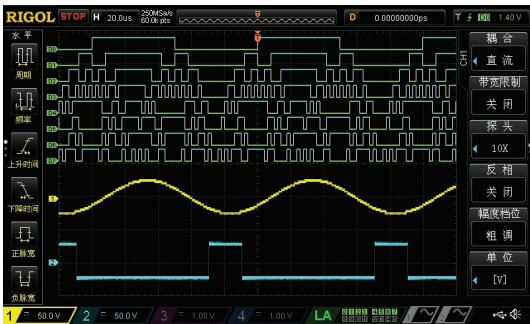 RIGOL STOP H 20.0us 250MSa/s 60.0k pts D 0.00000000ps T 1.40V
水平
周期
频率
上升时间
下降时间
正脉宽
负脉宽
D0
D1
D2
D3
D4
D5
D6
D7
1
2
CH1
耦合
直流
带宽限制
关闭
探头
10X
反相
关闭
幅度档位
粗调
单位
[V]
1 = 50.0 V 2 = 50.0 V 3 = 1.00 V 4 = 1.00 V LA